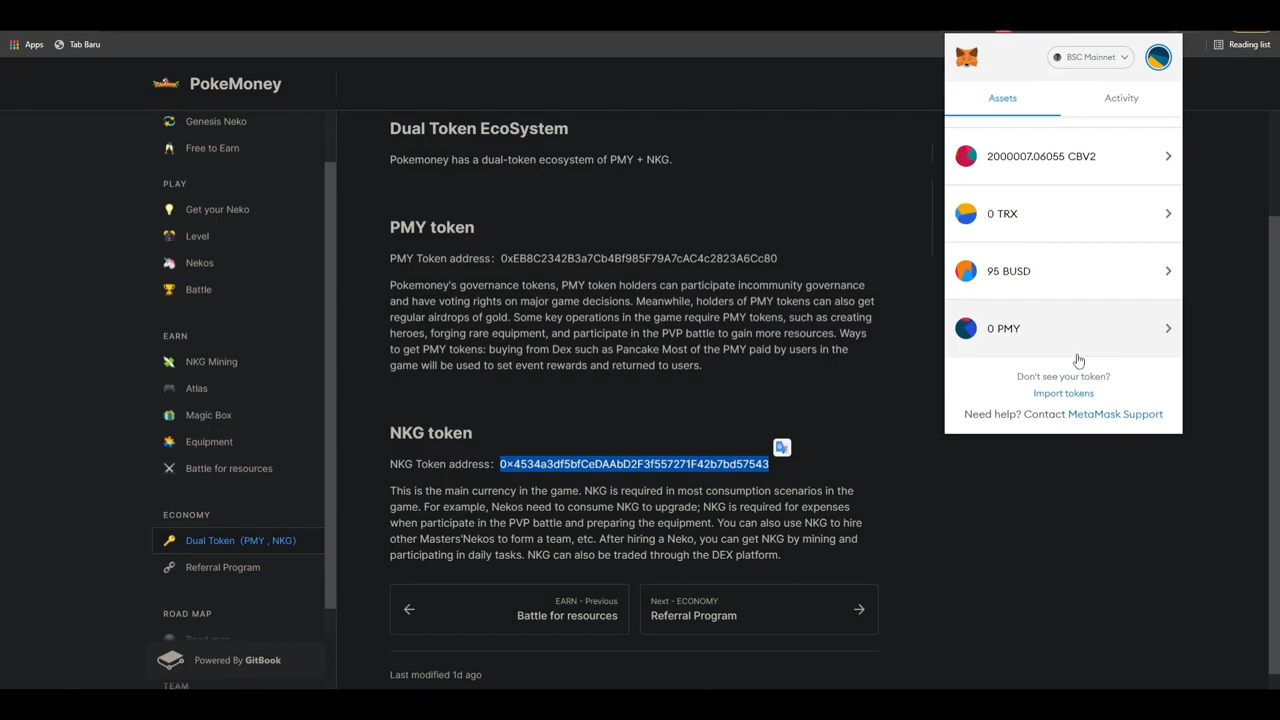 Apps
Tab Baru
Reading list
PokeMoney
Genesis Neko
Free to Earn
PLAY
Get your Neko
Level
Nekos
Battle
EARN
NKG Mining
Atlas
Magic Box
Equipment
Battle for resources
ECONOMY
Dual Token（PMY , NKG）
Referral Program
ROAD MAP
Road map
Powered By GitBook
TEAM
Dual Token EcoSystem
Pokemoney has a dual-token ecosystem of PMY + NKG.
PMY token
PMY Token address：0xEB8C2342B3a7Cb4Bf985F79A7cAC4c2823A6Cc80
Pokemoney's governance tokens, PMY token holders can participate incommunity governance
and have voting rights on major game decisions. Meanwhile, holders of PMY tokens can also get
regular airdrops of gold. Some key operations in the game require PMY tokens, such as creating
heroes, forging rare equipment, and participate in the PVP battle to gain more resources. Ways
to get PMY tokens: buying from Dex such as Pancake Most of the PMY paid by users in the
game will be used to set event rewards and returned to users.
NKG token
NKG Token address：0×4534a3df5bfCeDAAbD2F3f557271F42b7bd57543
This is the main currency in the game. NKG is required in most consumption scenarios in the
game. For example, Nekos need to consume NKG to upgrade; NKG is required for expenses
when participate in the PVP battle and preparing the equipment. You can also use NKG to hire
other Masters'Nekos to form a team, etc. After hiring a Neko, you can get NKG by mining and
participating in daily tasks. NKG can also be traded through the DEX platform.
EARN - Previous
Battle for resources
Next - ECONOMY
Referral Program
Last modified 1d ago
BSC Mainnet
Assets
Activity
2000007.06055 CBV2
0 TRX
95 BUSD
0 PMY
Don't see your token?
Import tokens
Need help? Contact MetaMask Support